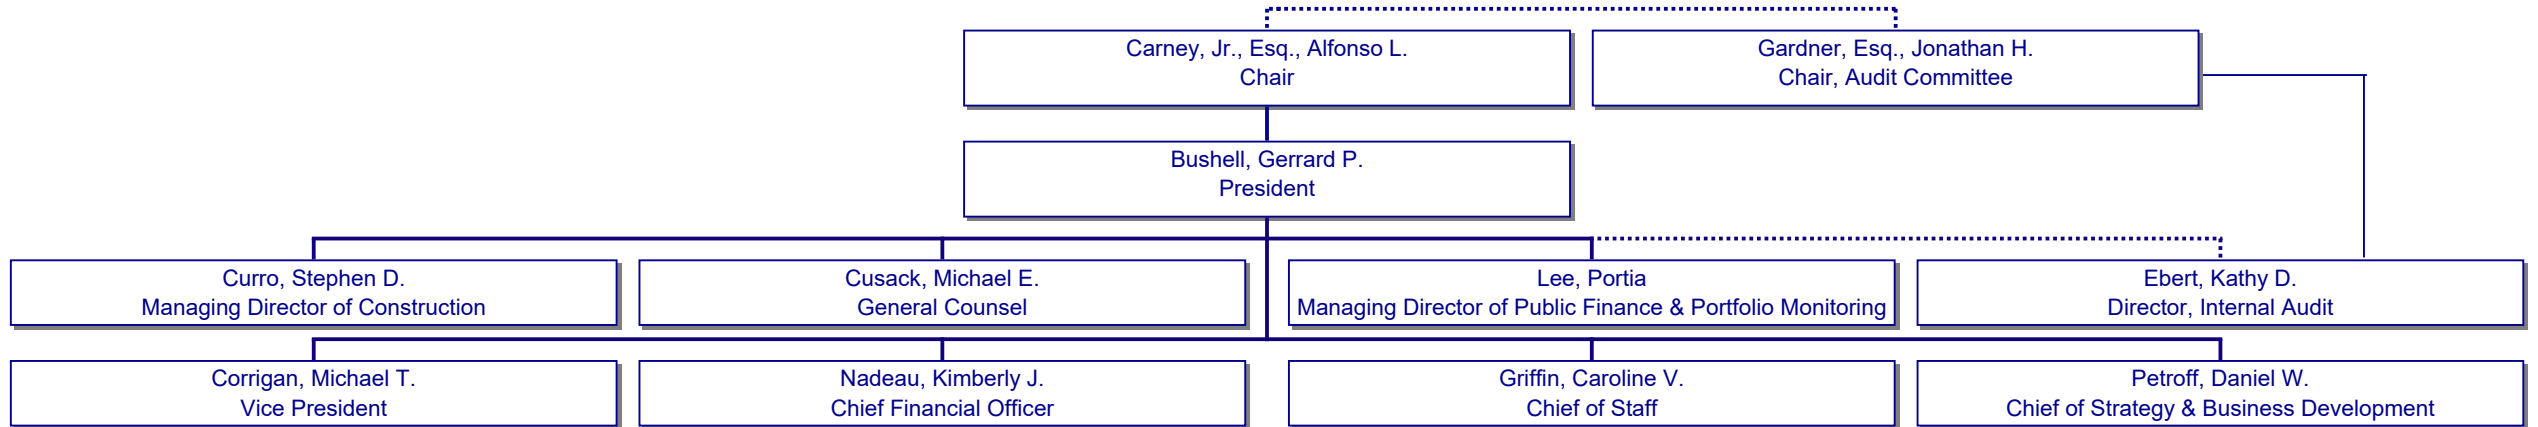 Carney, Jr., Esq., Alfonso L.
Chair
Gardner, Esq., Jonathan H.
Chair, Audit Committee
Bushell, Gerrard P.
President
Curro, Stephen D.
Managing Director of Construction
Cusack, Michael E.
General Counsel
Lee, Portia
Managing Director of Public Finance & Portfolio Monitoring
Ebert, Kathy D.
Director, Internal Audit
Corrigan, Michael T.
Vice President
Nadeau, Kimberly J.
Chief Financial Officer
Griffin, Caroline V.
Chief of Staff
Petroff, Daniel W.
Chief of Strategy & Business Development